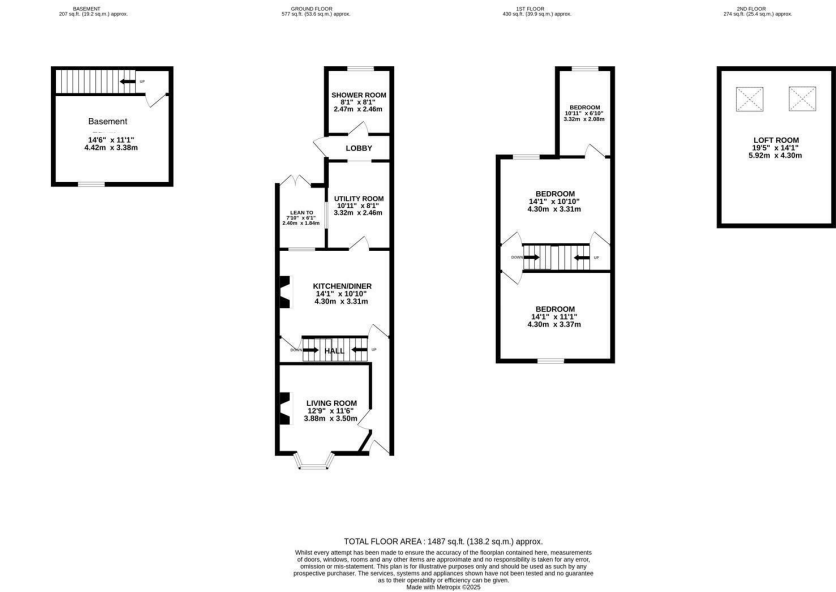 BASEMENT
207 sq.ft. (19.2 sq.m.) approx.
GROUND FLOOR
577 sq.ft. (53.6 sq.m.) approx.
1ST FLOOR
430 sq.ft. (39.9 sq.m.) approx.
2ND FLOOR
274 sq.ft. (25.4 sq.m.) approx.
UP
Basement
14'6" x 11'1"
4.42m x 3.38m
SHOWER ROOM
8'1" x 8'1"
2.47m x 2.46m
LOBBY
UTILITY ROOM
10'11" x 8'1"
3.32m x 2.46m
LEAN TO
7'10" x 6'1"
2.40m x 1.84m
KITCHEN/DINER
14'1" x 10'10"
4.30m x 3.31m
DOWN
HALL
UP
LIVING ROOM
12'9" x 11'6"
3.88m x 3.50m
BEDROOM
10'11" x 6'10"
3.32m x 2.08m
BEDROOM
14'1" x 10'10"
4.30m x 3.31m
DOWN
UP
BEDROOM
14'1" x 11'1"
4.30m x 3.37m
LOFT ROOM
19'5" x 14'1"
5.92m x 4.30m
TOTAL FLOOR AREA : 1487 sq.ft. (138.2 sq.m.) approx.
Whilst every attempt has been made to ensure the accuracy of the floorplan contained here, measurements
of doors, windows, rooms and any other items are approximate and no responsibility is taken for any error,
omission or mis-statement. This plan is for illustrative purposes only and should be used as such by any
prospective purchaser. The services, systems and appliances shown have not been tested and no guarantee
as to their operability or efficiency can be given.
Made with Metropix ©2025